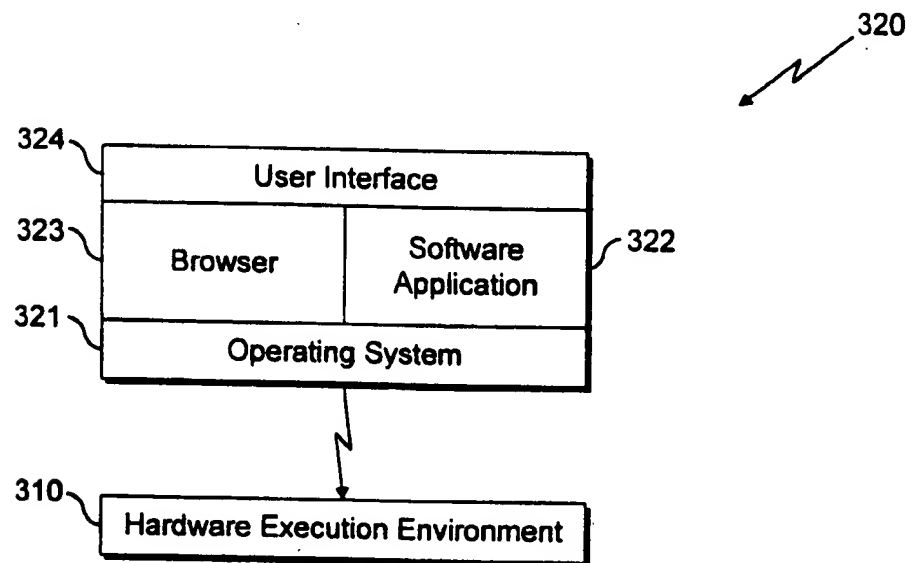 320
324
User Interface
323
Browser
Software
Application
322
321
Operating System
310
Hardware Execution Environment